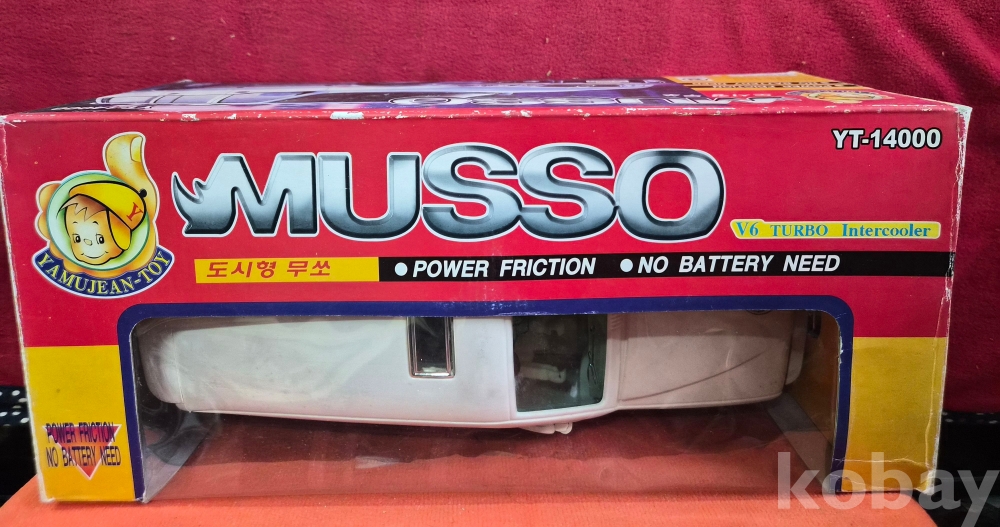 MUSSO
YT-14000
MUSSO
V6 TURBO Intercooler
Y
YAMUJEAN-TOY
도시형 무쏘
● POWER FRICTION ● NO BATTERY NEED
POWER FRICTION
NO BATTERY NEED
kobay